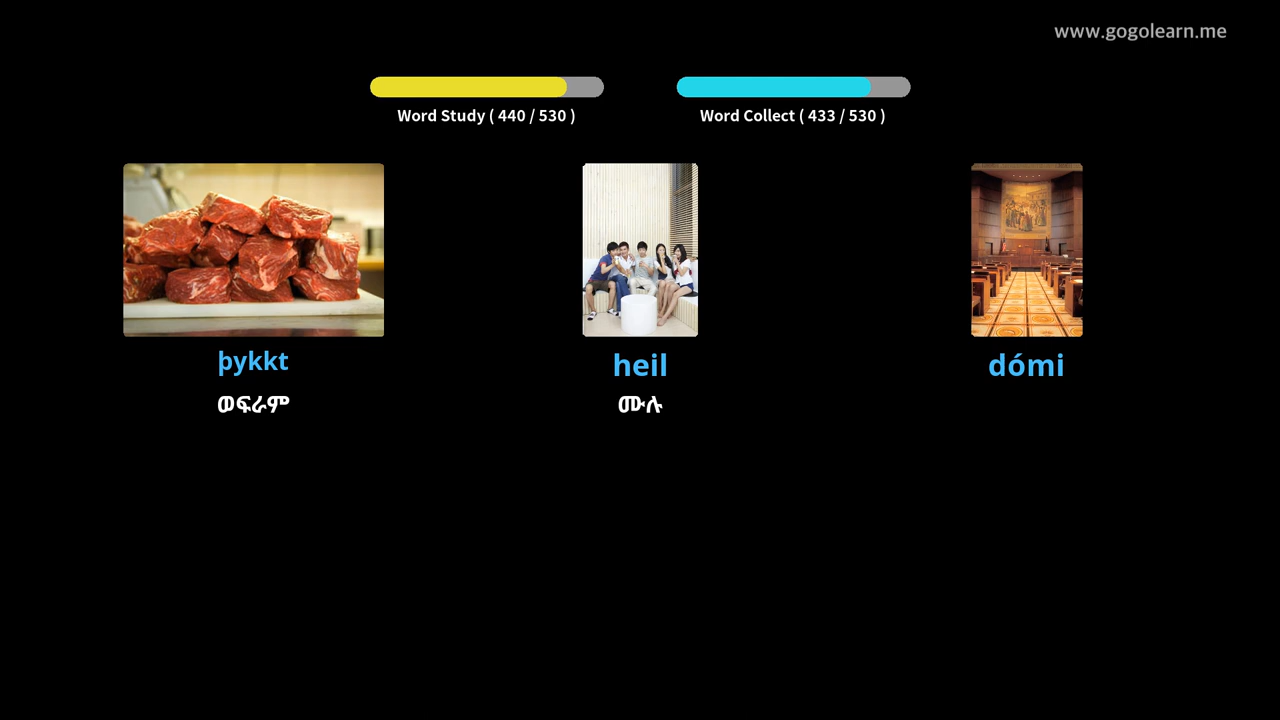 www.gogolearn.me
Word Study ( 440 / 530 )
Word Collect ( 433 / 530 )
þykkt
heil
dómi
ወፍራም
ሙሉ